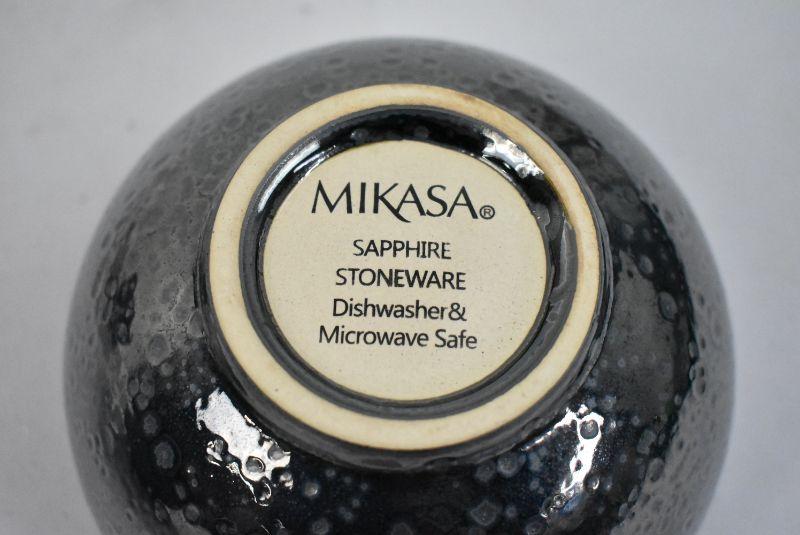 MIKASA®
SAPPHIRE
STONEWARE
Dishwasher&
Microwave Safe